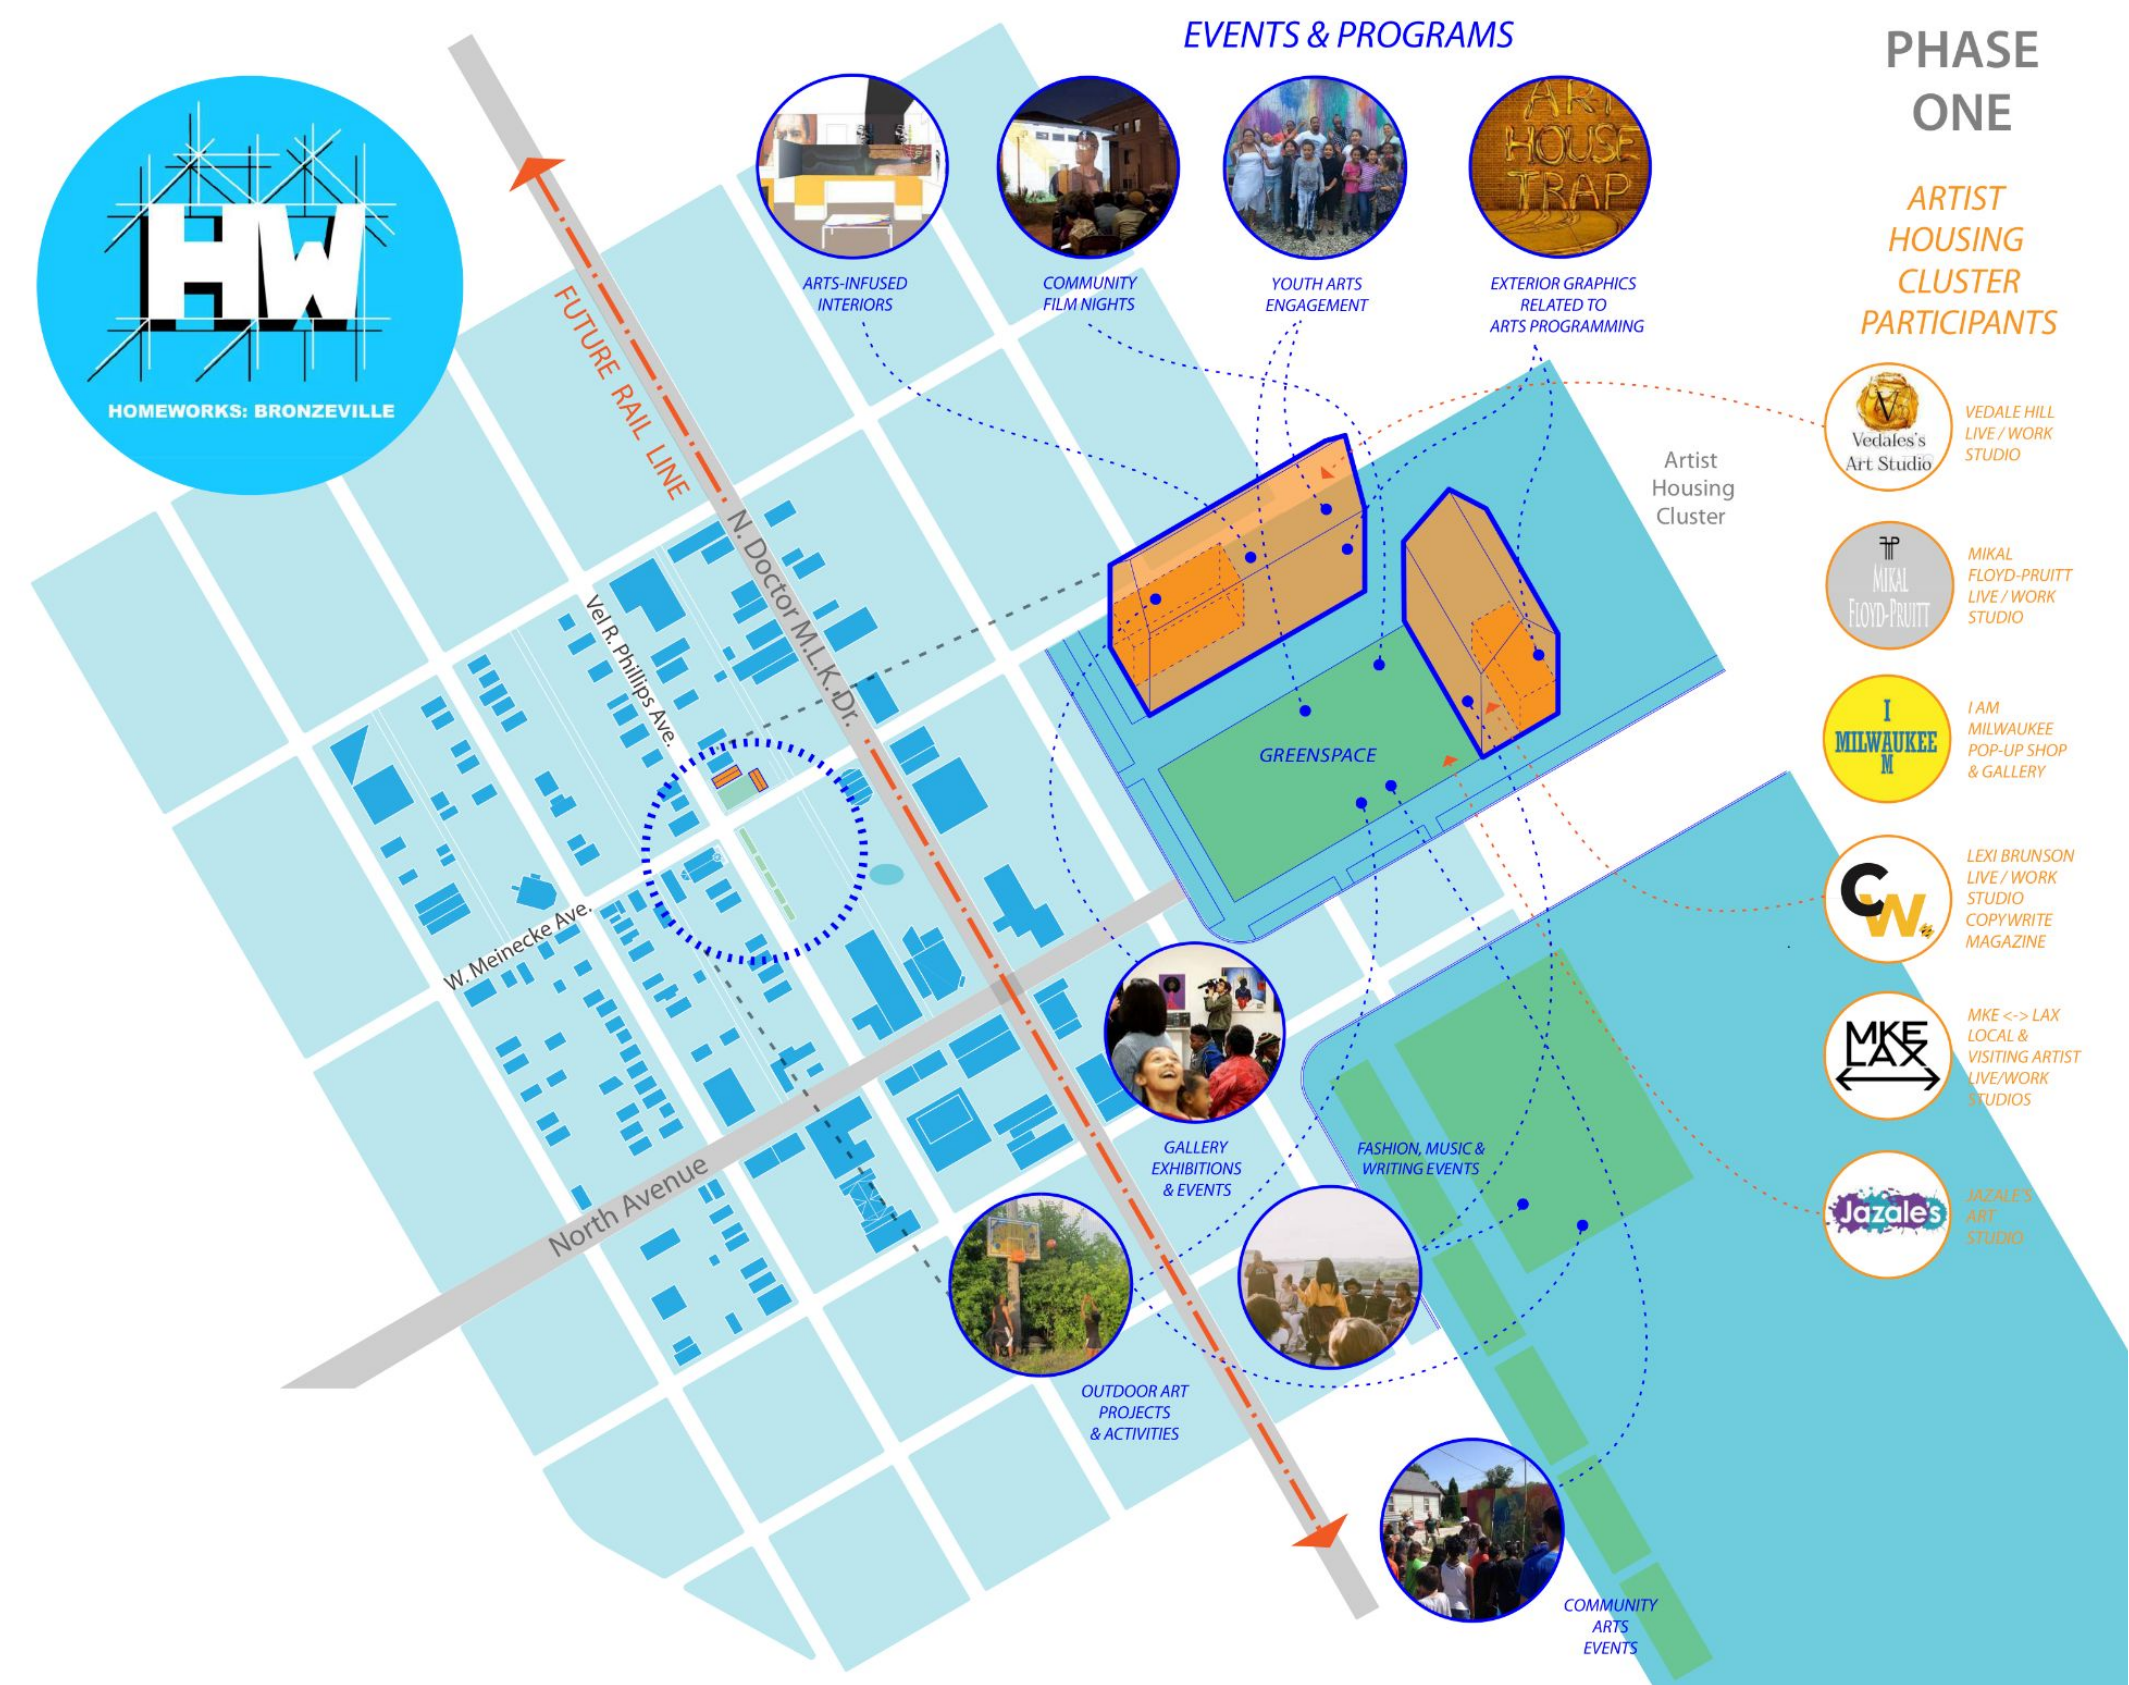 EVENTS & PROGRAMS
PHASE
ONE
HW
HOMEWORKS: BRONZEVILLE
ART
HOUSE
TRAP
ARTS-INFUSED
INTERIORS
COMMUNITY
FILM NIGHTS
YOUTH ARTS
ENGAGEMENT
EXTERIOR GRAPHICS
RELATED TO
ARTS PROGRAMMING
ARTIST
HOUSING
CLUSTER
PARTICIPANTS
FUTURE RAIL LINE
N. Doctor M.L.K. Dr.
Vel R. Phillips Ave.
W. Meinecke Ave.
North Avenue
Artist
Housing
Cluster
GREENSPACE
V
Vedales's
Art Studio
VEDALE HILL
LIVE / WORK
STUDIO
MIKAL
FLOYD-PRUITT
MIKAL
FLOYD-PRUITT
LIVE / WORK
STUDIO
I
MILWAUKEE
M
I AM
MILWAUKEE
POP-UP SHOP
& GALLERY
CW
LEXI BRUNSON
LIVE / WORK
STUDIO
COPYWRITE
MAGAZINE
MKE
LAX
MKE <-> LAX
LOCAL &
VISITING ARTIST
LIVE/WORK
STUDIOS
Jazale's
JAZALE'S
ART
STUDIO
GALLERY
EXHIBITIONS
& EVENTS
FASHION, MUSIC &
WRITING EVENTS
OUTDOOR ART
PROJECTS
& ACTIVITIES
COMMUNITY
ARTS
EVENTS